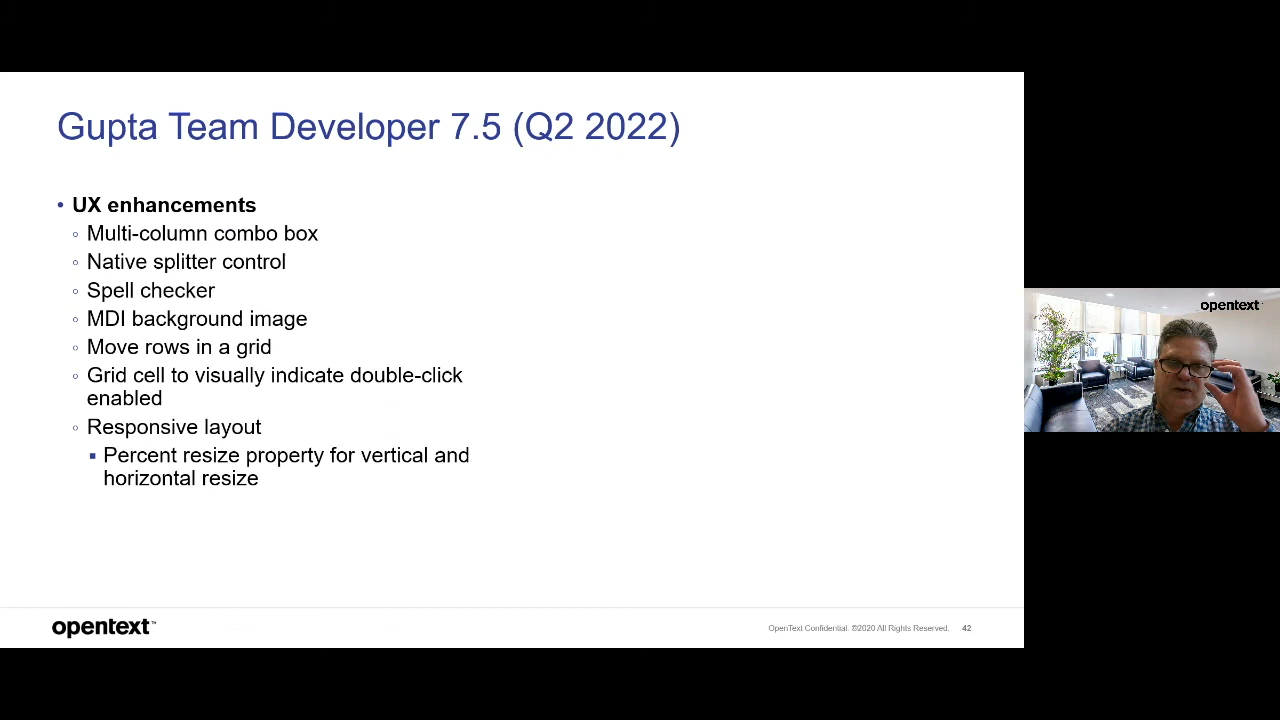 Gupta Team Developer 7.5 (Q2 2022)
• UX enhancements
◦ Multi-column combo box
◦ Native splitter control
◦ Spell checker
◦ MDI background image
◦ Move rows in a grid
◦ Grid cell to visually indicate double-click
enabled
◦ Responsive layout
▪ Percent resize property for vertical and
horizontal resize
opentext™
OpenText Confidential. ©2020 All Rights Reserved. 42
opentext